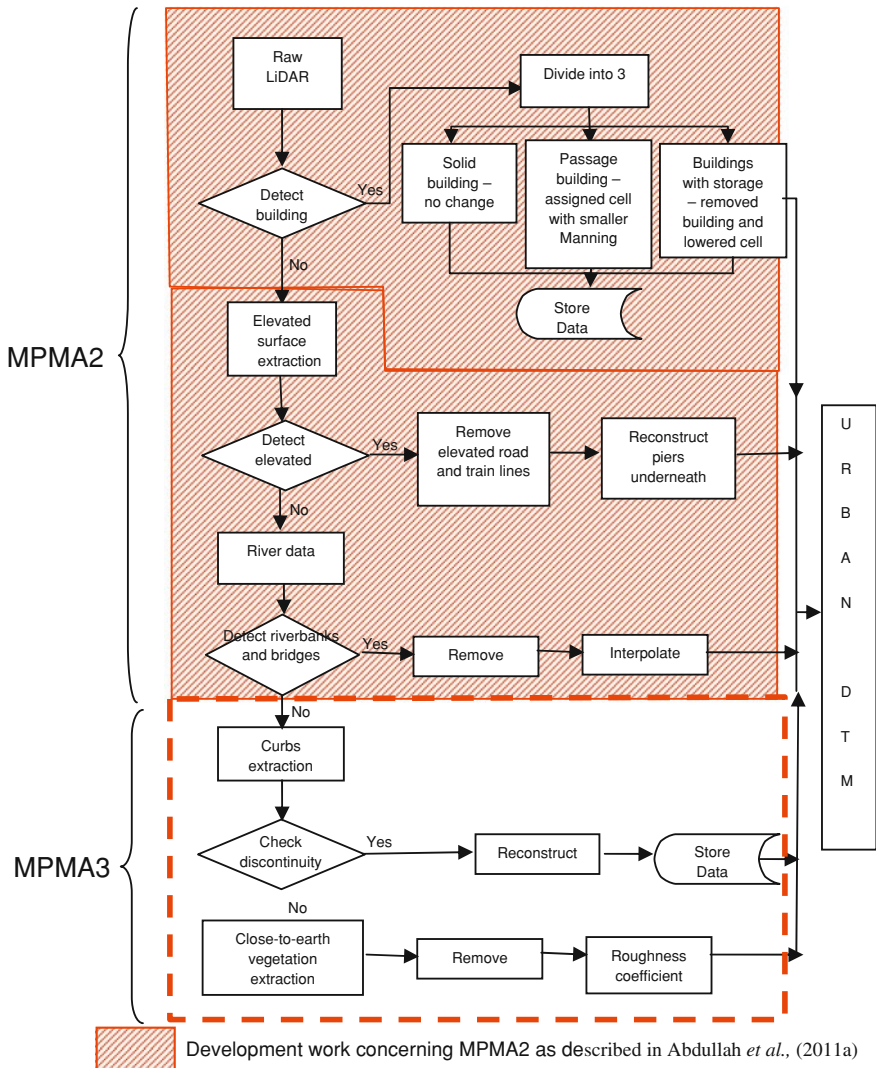 Raw
LiDAR
Divide into 3
Detect
building
Yes
Solid
building –
no change
Passage
building –
assigned cell
with smaller
Manning
Buildings
with storage
– removed
building and
lowered cell
No
Store
Data
MPMA2
Elevated
surface
extraction
Detect
elevated
Yes
Remove
elevated road
and train lines
Reconstruct
piers
underneath
No
River data
Detect riverbanks
and bridges
Yes
Remove
Interpolate
No
URBAN DTM
MPMA3
Curbs
extraction
Check
discontinuity
Yes
Reconstruct
Store
Data
No
Close-to-earth
vegetation
extraction
Remove
Roughness
coefficient
Development work concerning MPMA2 as described in Abdullah et al., (2011a)